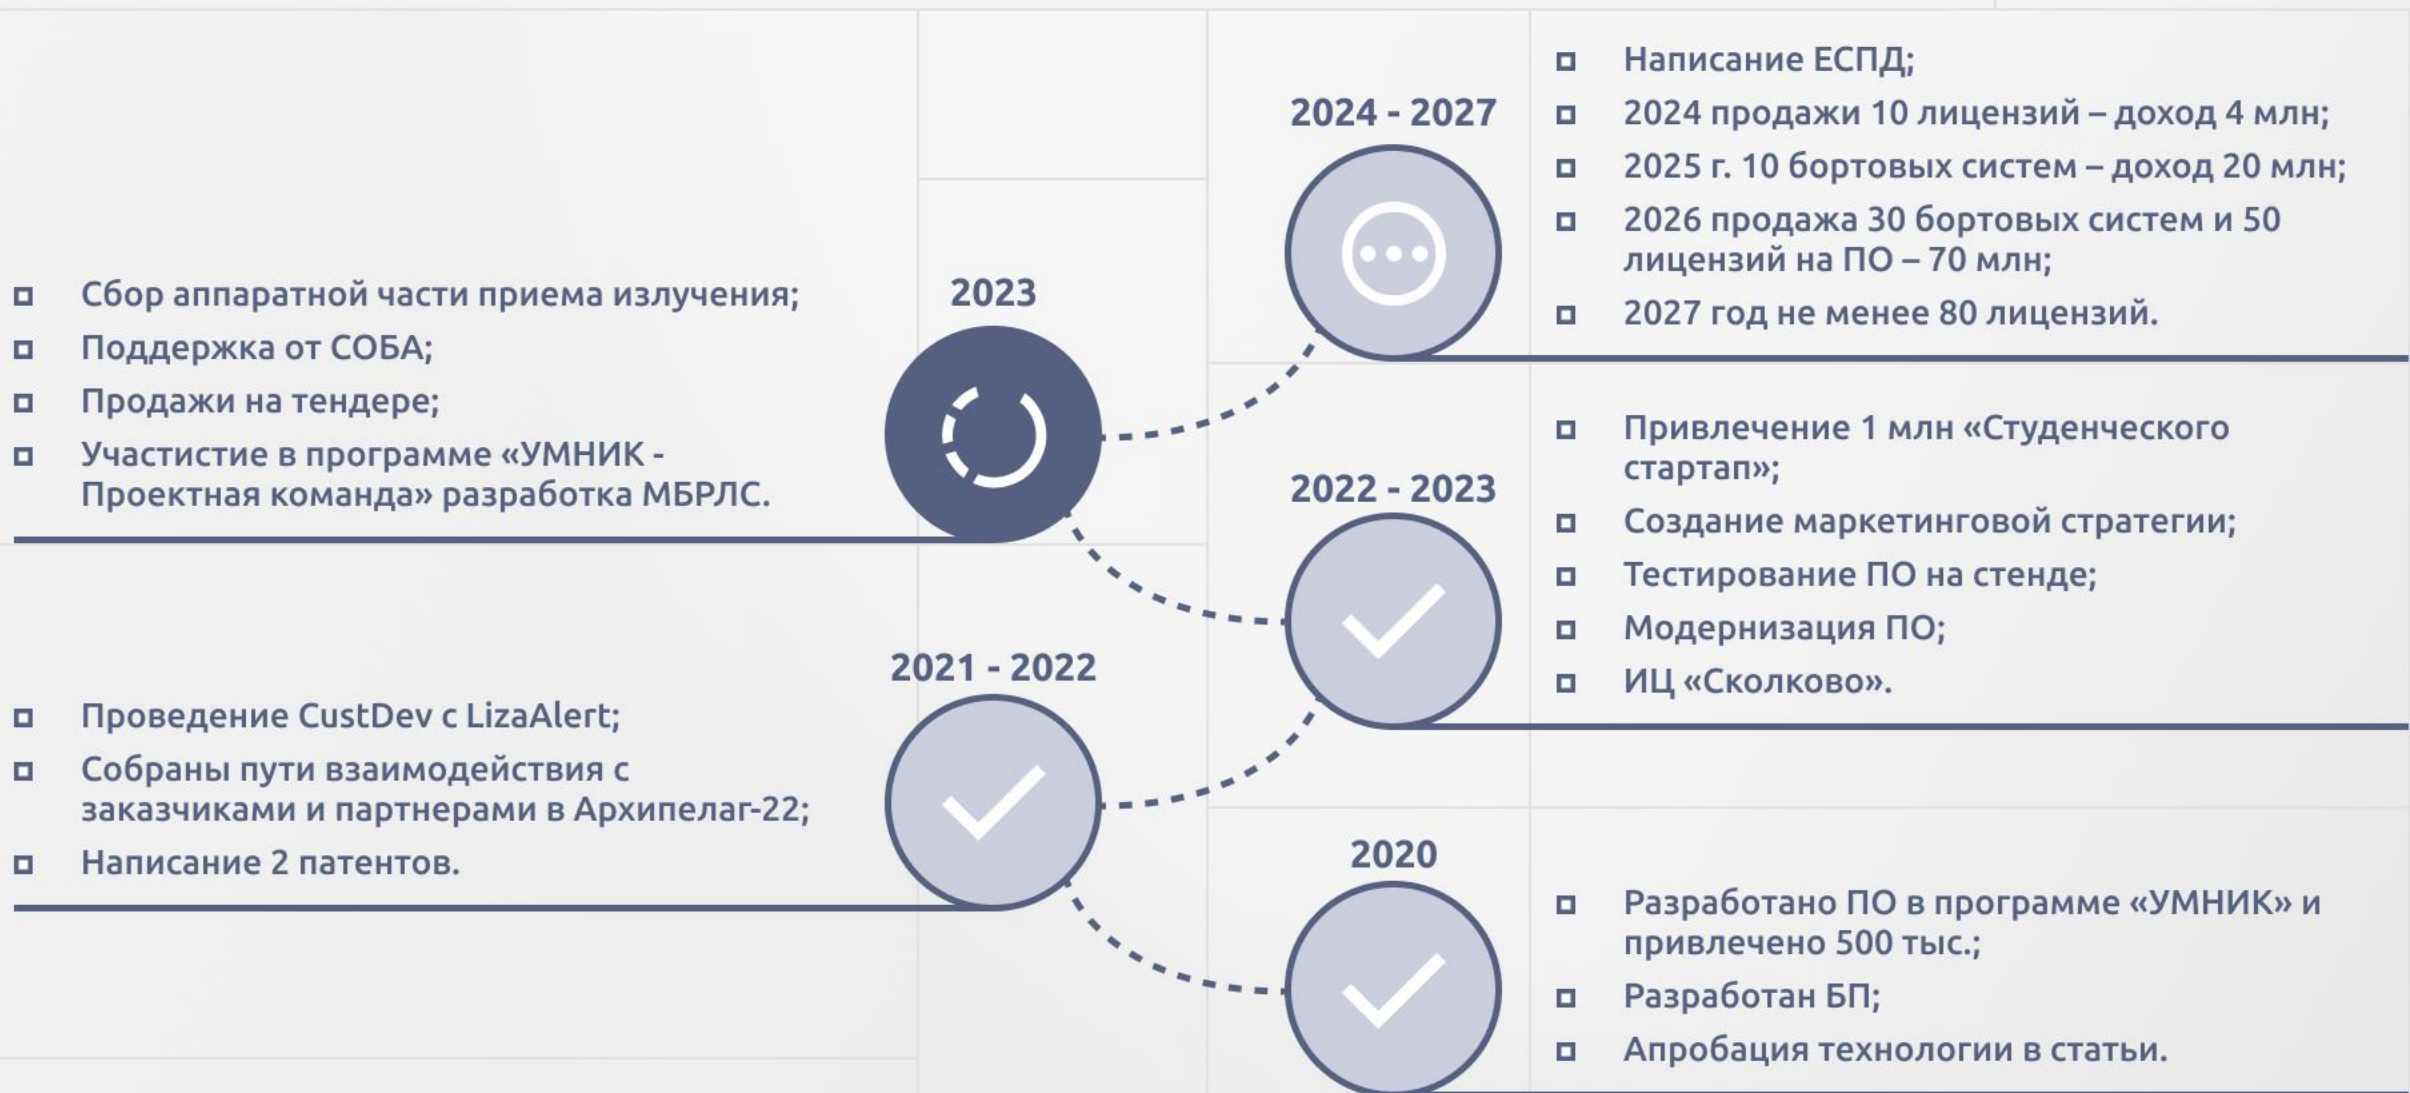 2024 - 2027
Написание ЕСПД;
2024 продажи 10 лицензий – доход 4 млн;
2025 г. 10 бортовых систем – доход 20 млн;
2026 продажа 30 бортовых систем и 50
лицензий на ПО – 70 млн;
2027 год не менее 80 лицензий.
2023
Сбор аппаратной части приема излучения;
Поддержка от СОБА;
Продажи на тендере;
Участистие в программе «УМНИК -
Проектная команда» разработка МБРЛС.
2022 - 2023
Привлечение 1 млн «Студенческого
стартап»;
Создание маркетинговой стратегии;
Тестирование ПО на стенде;
Модернизация ПО;
ИЦ «Сколково».
2021 - 2022
Проведение CustDev с LizaAlert;
Собраны пути взаимодействия с
заказчиками и партнерами в Архипелаг-22;
Написание 2 патентов.
2020
Разработано ПО в программе «УМНИК» и
привлечено 500 тыс.;
Разработан БП;
Апробация технологии в статьи.